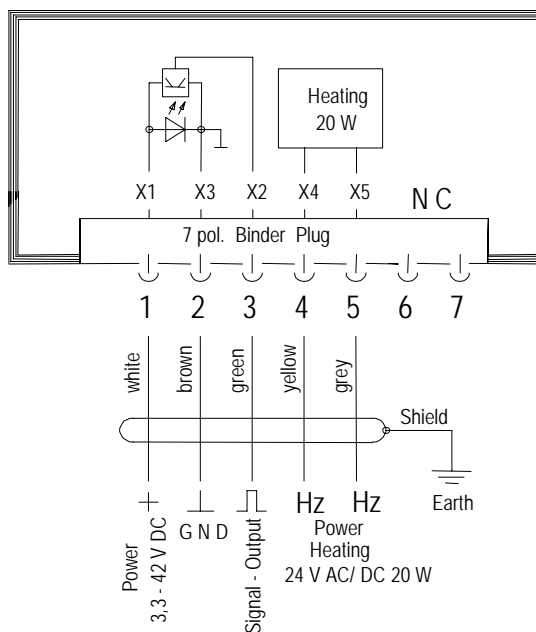 Heating
20 W
X1 X3 X2 X4 X5 N C
7 pol. Binder Plug
1 2 3 4 5 6 7
white
brown
green
yellow
grey
Shield
Earth
+
Power
3,3 - 42 V DC
G N D
Signal - Output
Hz Hz
Power
Heating
24 V AC/ DC 20 W